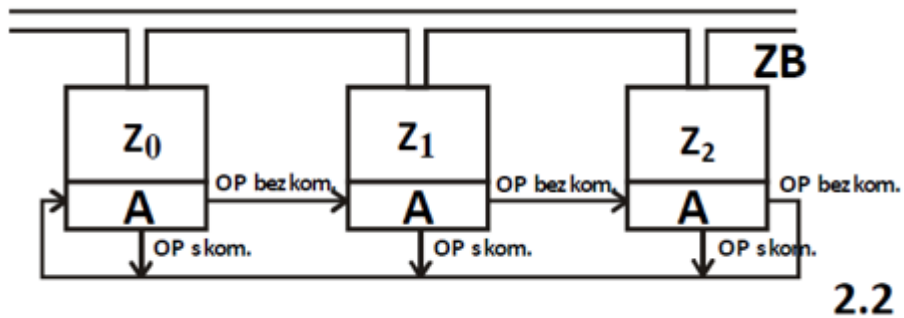 ZB
Z0
Z1
Z2
OP bez kom.
OP bez kom.
OP bez kom.
A
A
A
OP s kom.
OP s kom.
OP s kom.
2.2